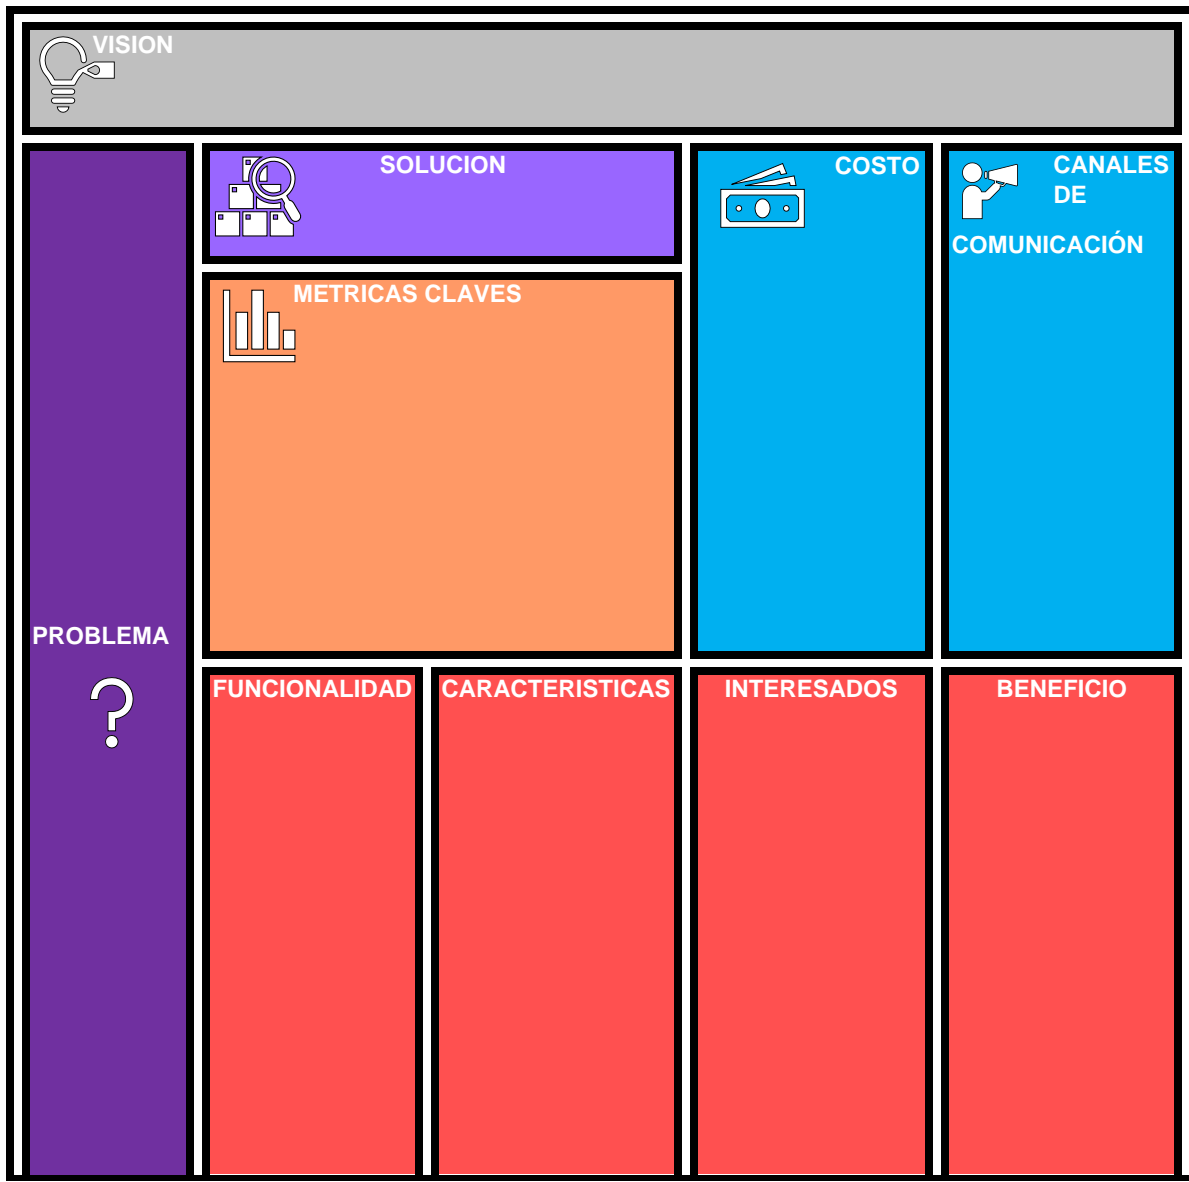 VISION
SOLUCION
COSTO
CANALES
DE
COMUNICACIÓN
METRICAS CLAVES
PROBLEMA
FUNCIONALIDAD
CARACTERISTICAS
INTERESADOS
BENEFICIO